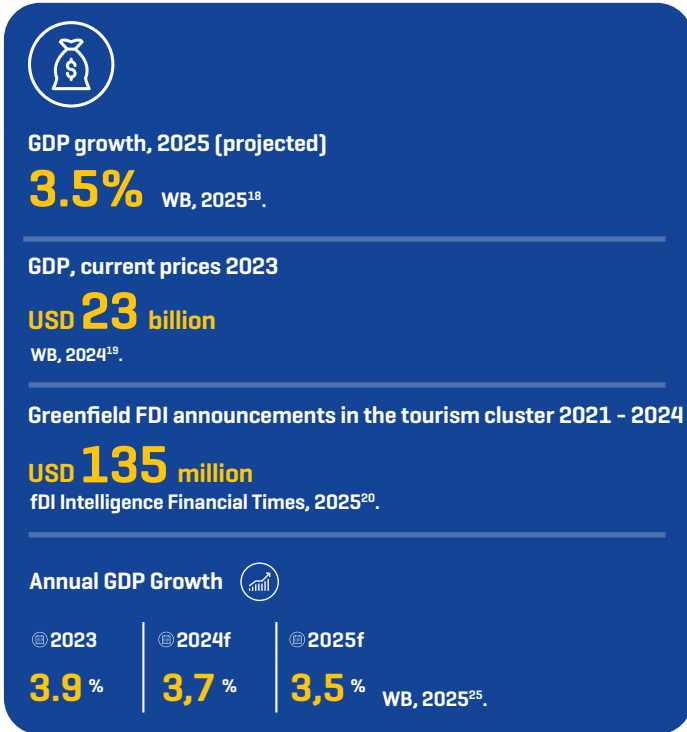 $
GDP growth, 2025 (projected)
3.5% WB, 2025¹⁸.
GDP, current prices 2023
USD 23 billion
WB, 2024¹⁹.
Greenfield FDI announcements in the tourism cluster 2021 - 2024
USD 135 million
fDI Intelligence Financial Times, 2025²⁰.
Annual GDP Growth
2023 2024f 2025f
3.9 % 3,7 % 3,5 % WB, 2025²⁵.